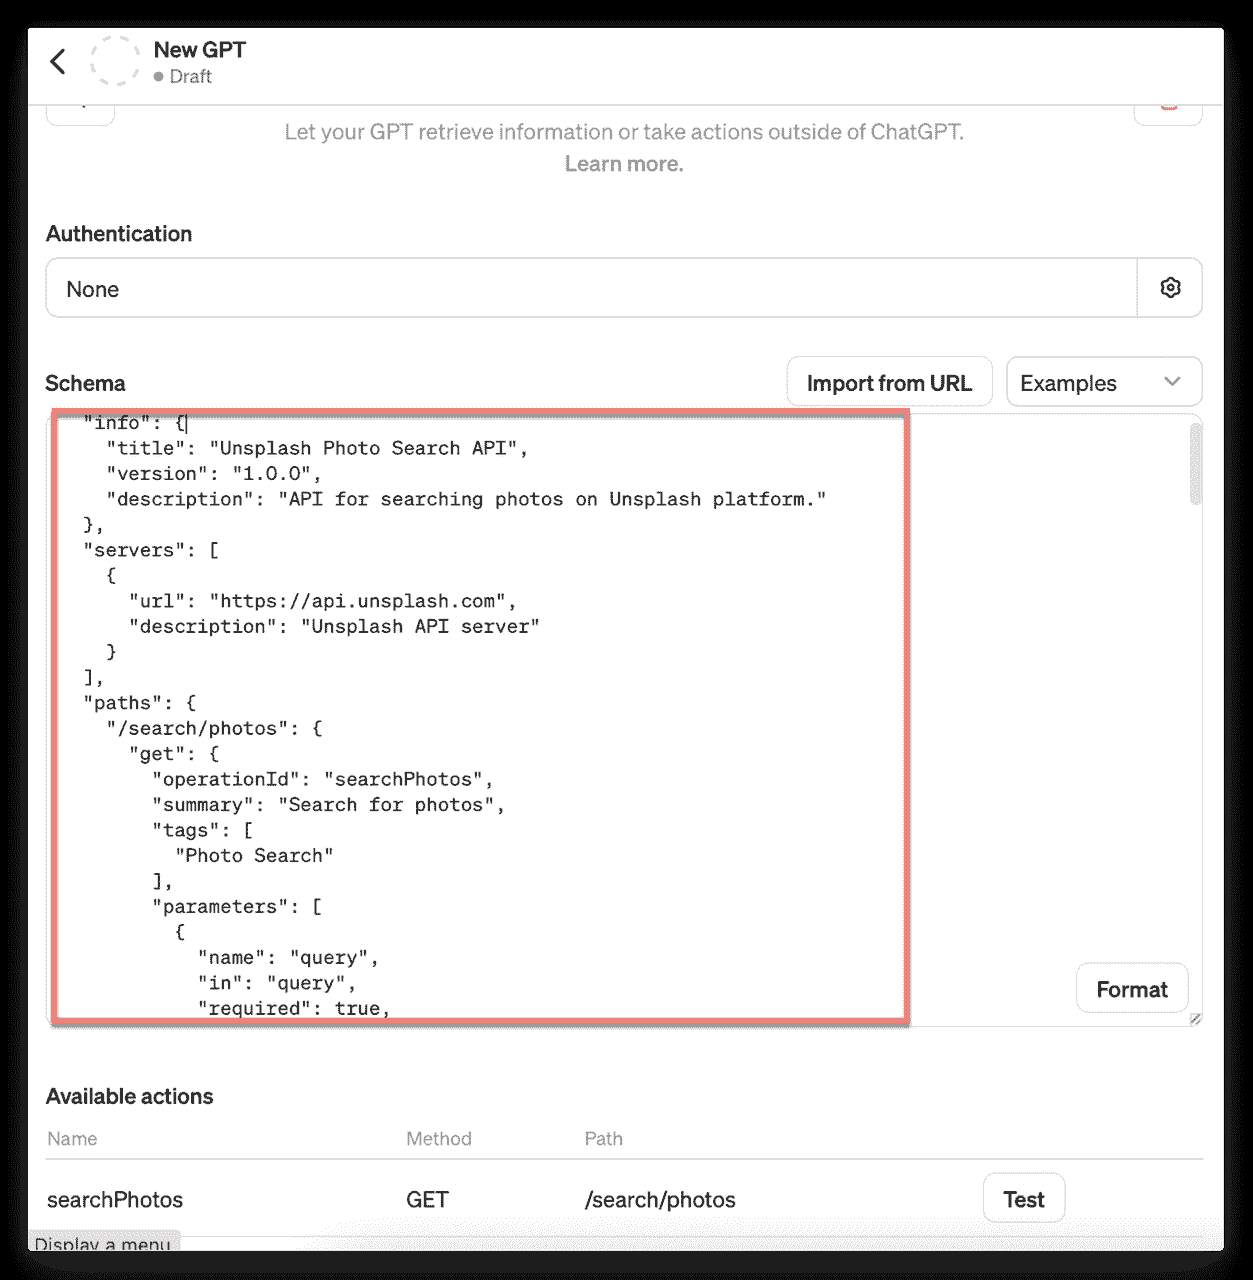 New GPT
Draft
Let your GPT retrieve information or take actions outside of ChatGPT.
Learn more.
Authentication
None
Schema
Import from URL
Examples
"info": {
"title": "Unsplash Photo Search API",
"version": "1.0.0",
"description": "API for searching photos on Unsplash platform."
},
"servers": [
{
"url": "https://api.unsplash.com",
"description": "Unsplash API server"
}
],
"paths": {
"/search/photos": {
"get": {
"operationId": "searchPhotos",
"summary": "Search for photos",
"tags": [
"Photo Search"
],
"parameters": [
{
"name": "query",
"in": "query",
"required": true,
Format
Available actions
Name Method Path
searchPhotos GET /search/photos Test
Display a menu